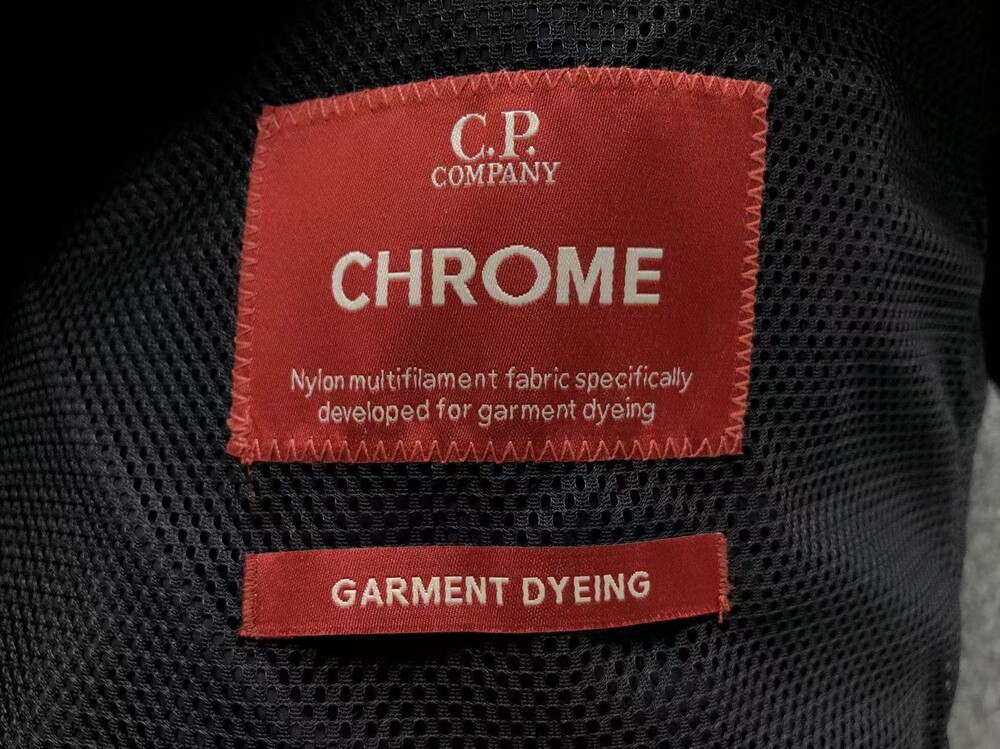 C.P.
COMPANY
CHROME
Nylon multifilament fabric specifically
developed for garment dyeing
GARMENT DYEING